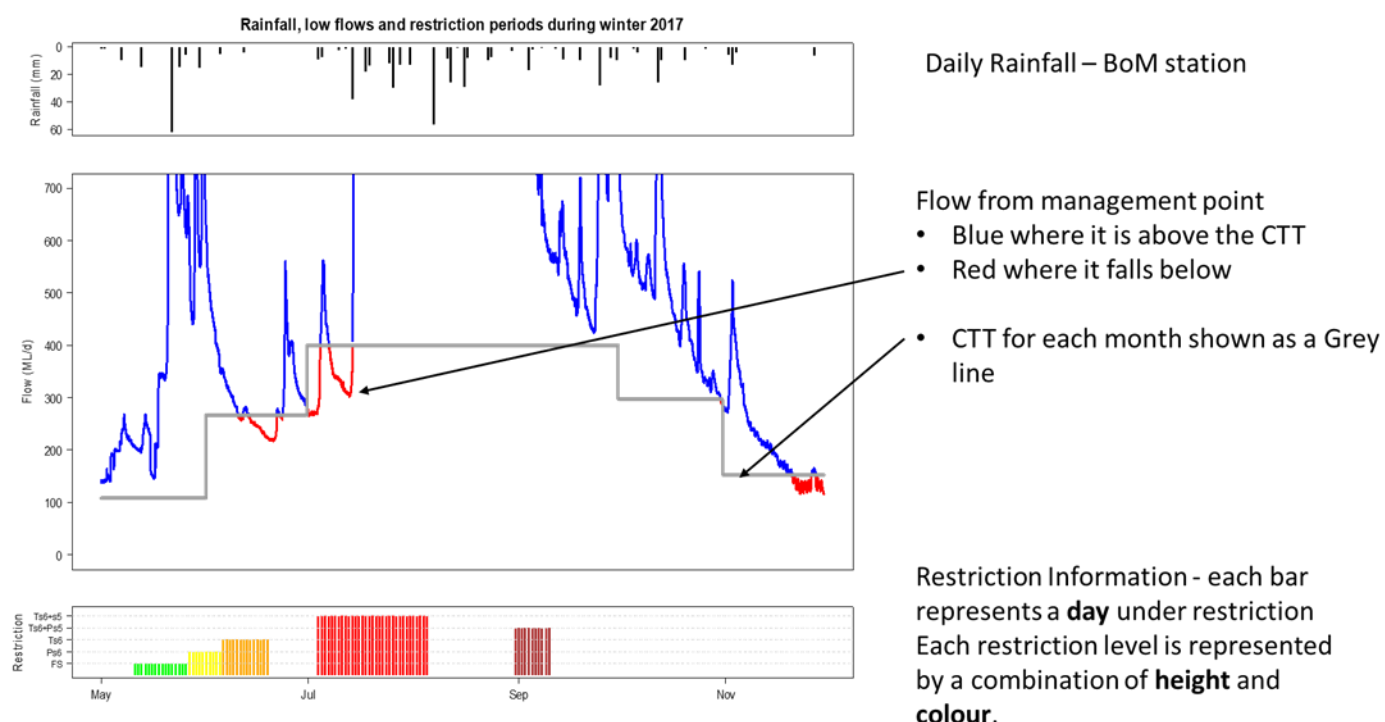 Rainfall, low flows and restriction periods during winter 2017
Rainfall (mm)
0
20
40
60
Daily Rainfall – BoM station
Flow (ML/d)
700
600
500
400
300
200
100
0
Flow from management point
• Blue where it is above the CTT
• Red where it falls below
• CTT for each month shown as a Grey
line
Restriction
Ts6+s5
Ts6+Ps5
Ts6
Ps6
FS
May
Jul
Sep
Nov
Restriction Information - each bar
represents a day under restriction
Each restriction level is represented
by a combination of height and
colour.